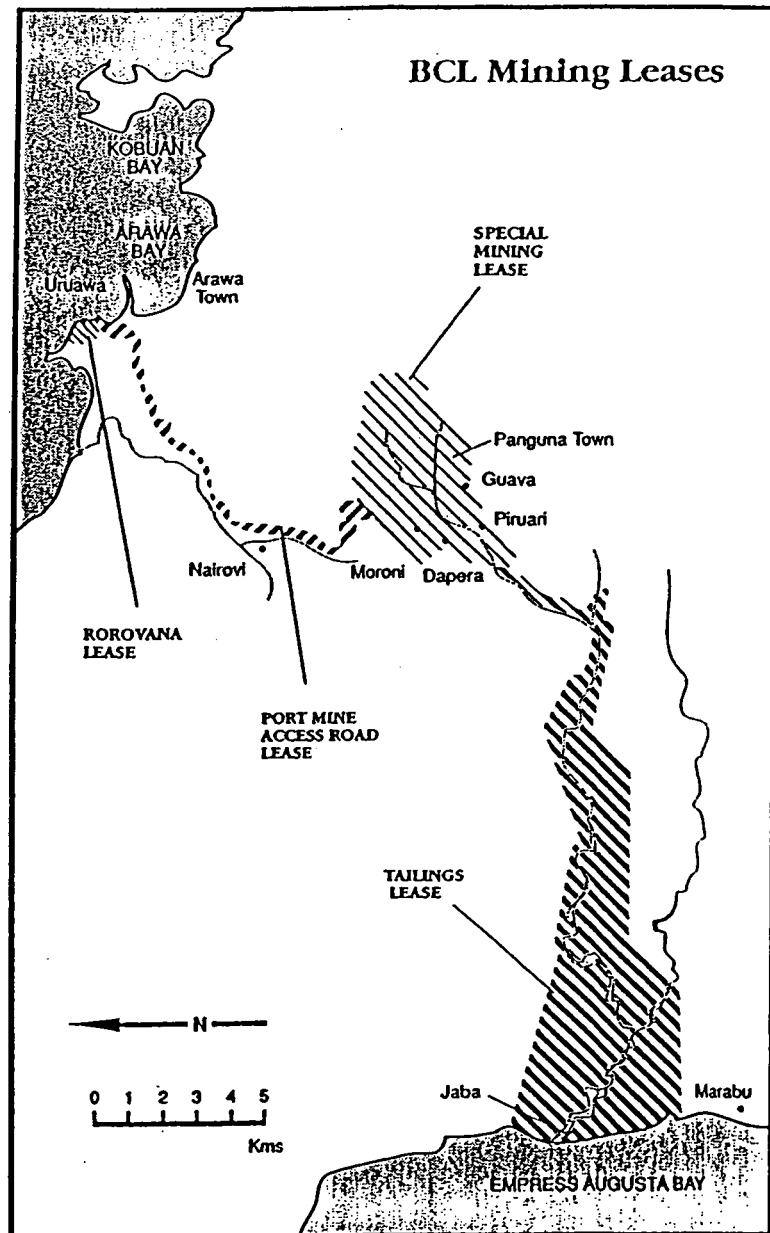 BCL Mining Leases
KOBUAN
BAY
ARAWA
BAY
Uruawa
Arawa
Town
SPECIAL
MINING
LEASE
Panguna Town
Guava
Piruari
Nairovi
Moroni
Dapera
ROROVANA
LEASE
PORT MINE
ACCESS ROAD
LEASE
TAILINGS
LEASE
N
0 1 2 3 4 5
Kms
Jaba
Marabu
EMPRESS AUGUSTA BAY